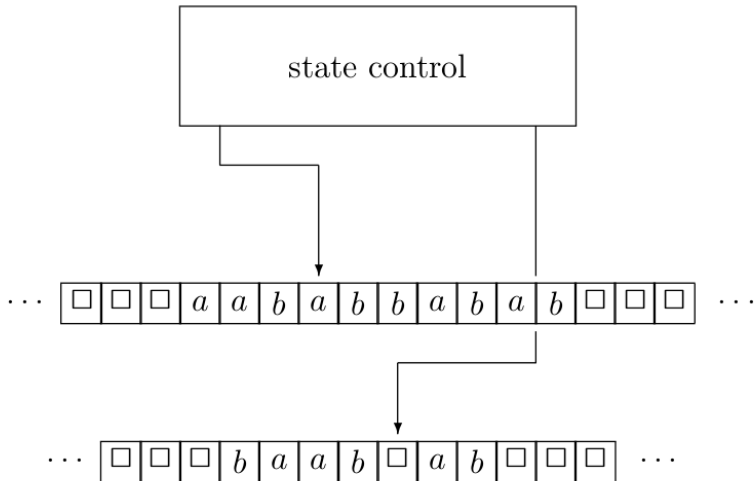 state control
··· □ □ □ a a b a b b a b a b □ □ □ ···
··· □ □ □ b a a b □ a b □ □ □ ···